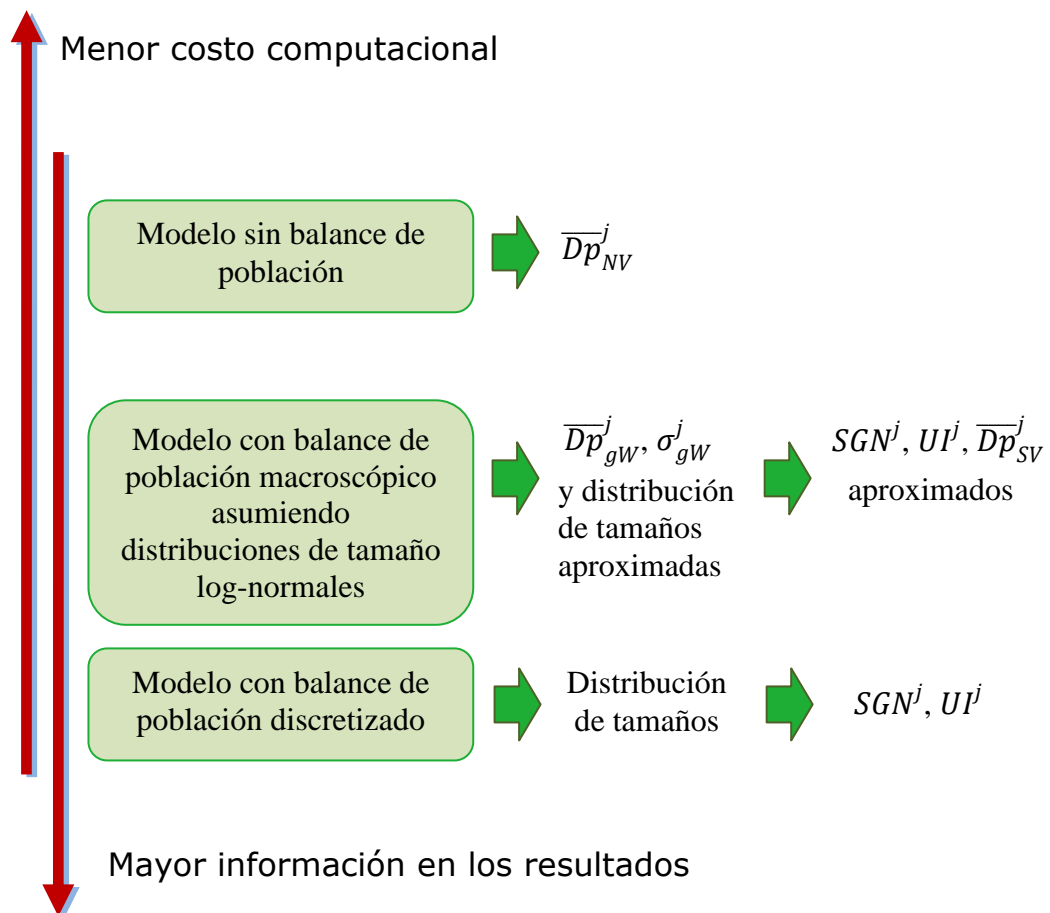 Menor costo computacional
Modelo sin balance de
población
$\overline{Dp}^{j}_{NV}$
Modelo con balance de
población macroscópico
asumiendo
distribuciones de tamaño
log-normales
$\overline{Dp}^{j}_{gW}$, $\sigma^{j}_{gW}$
y distribución
de tamaños
aproximadas
$SGN^{j}$, $UI^{j}$, $\overline{Dp}^{j}_{SV}$
aproximados
Modelo con balance de
población discretizado
Distribución
de tamaños
$SGN^{j}$, $UI^{j}$
Mayor información en los resultados